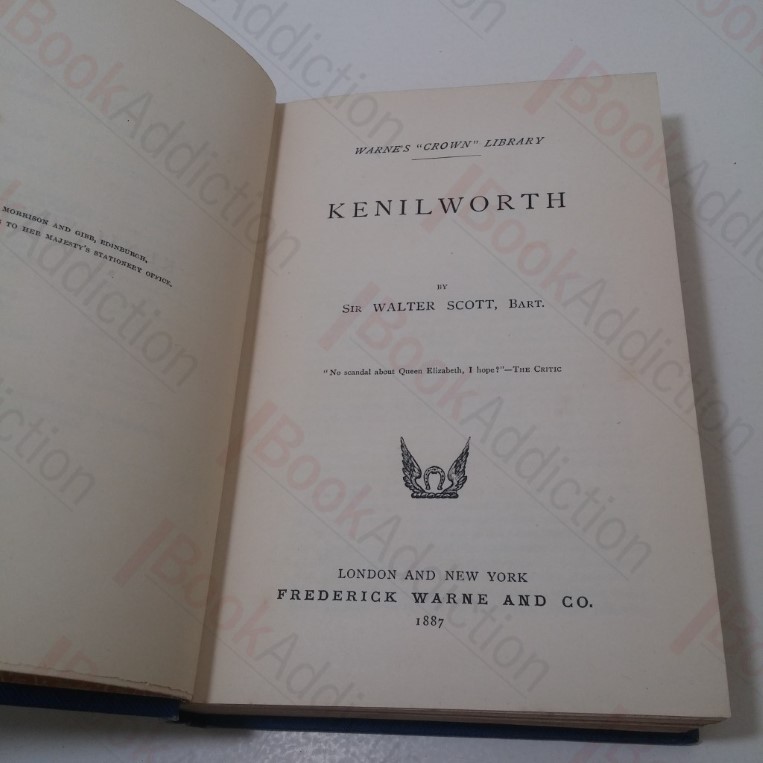 MORRISON AND GIBB, EDINBURGH,
TO HER MAJESTY'S STATIONERY OFFICE.
WARNE'S "CROWN" LIBRARY
KENILWORTH
BY
SIR WALTER SCOTT, BART.
"No scandal about Queen Elizabeth, I hope?"—THE CRITIC
LONDON AND NEW YORK
FREDERICK WARNE AND CO.
1887
BookAddiction